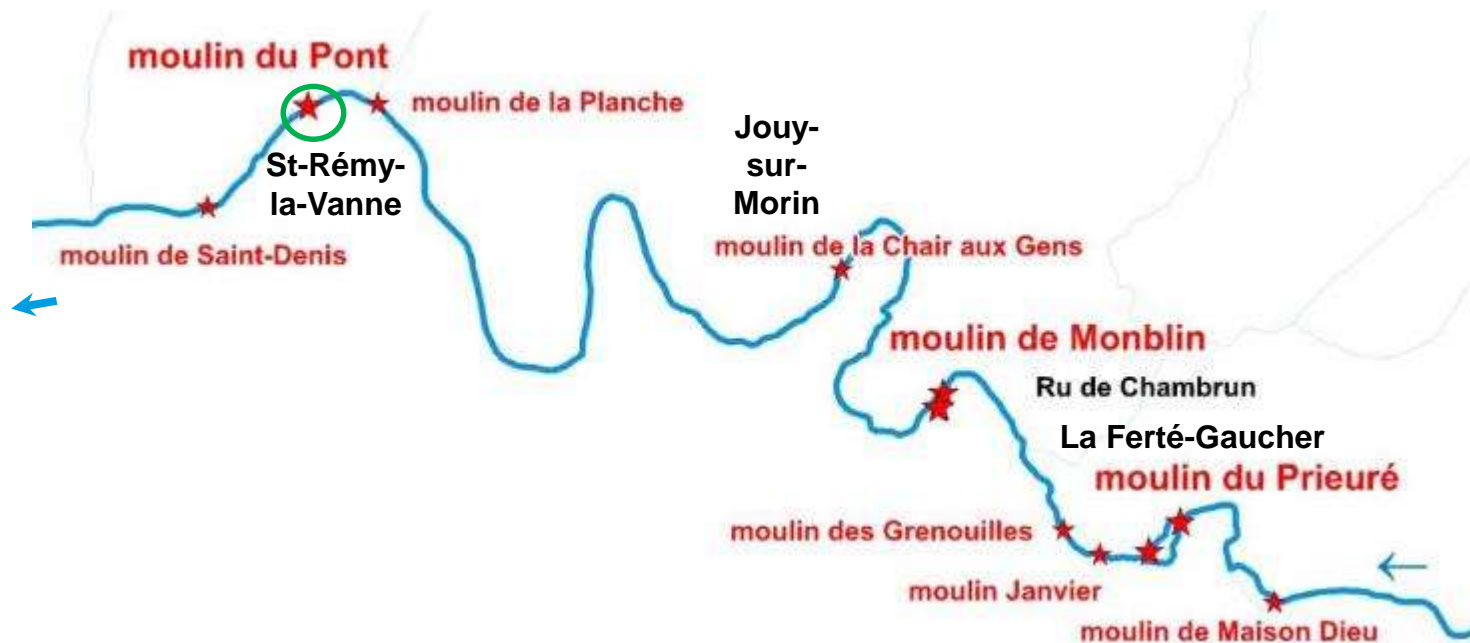 moulin du Pont
moulin de la Planche
Jouy-
sur-
Morin
St-Rémy-
la-Vanne
moulin de la Chair aux Gens
moulin de Saint-Denis
moulin de Monblin
Ru de Chambrun
La Ferté-Gaucher
moulin du Prieuré
moulin des Grenouilles
moulin Janvier
moulin de Maison Dieu